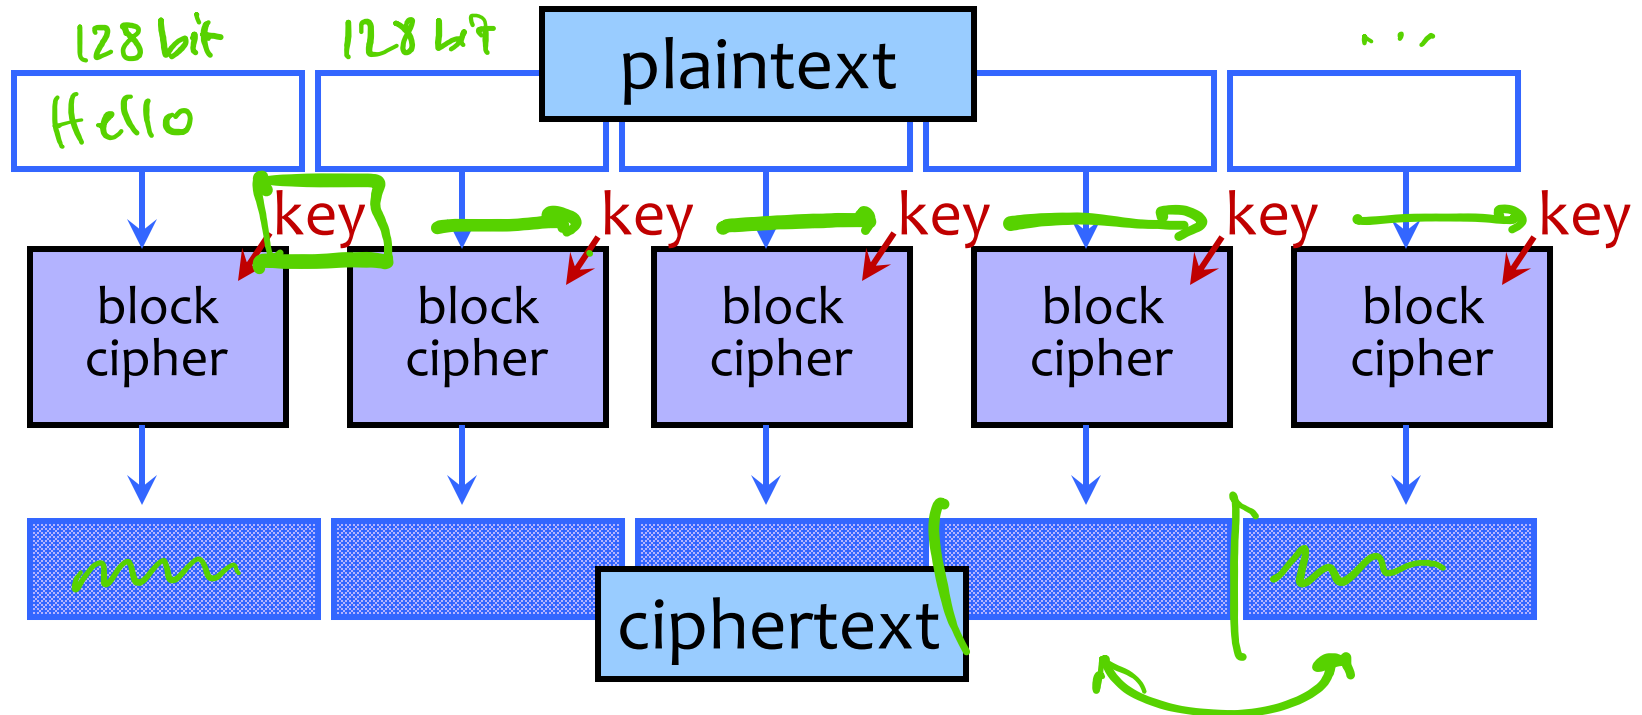 128 bit 128 bit ...
plaintext
Hello
key key key key key
block block block block block
cipher cipher cipher cipher cipher
ciphertext